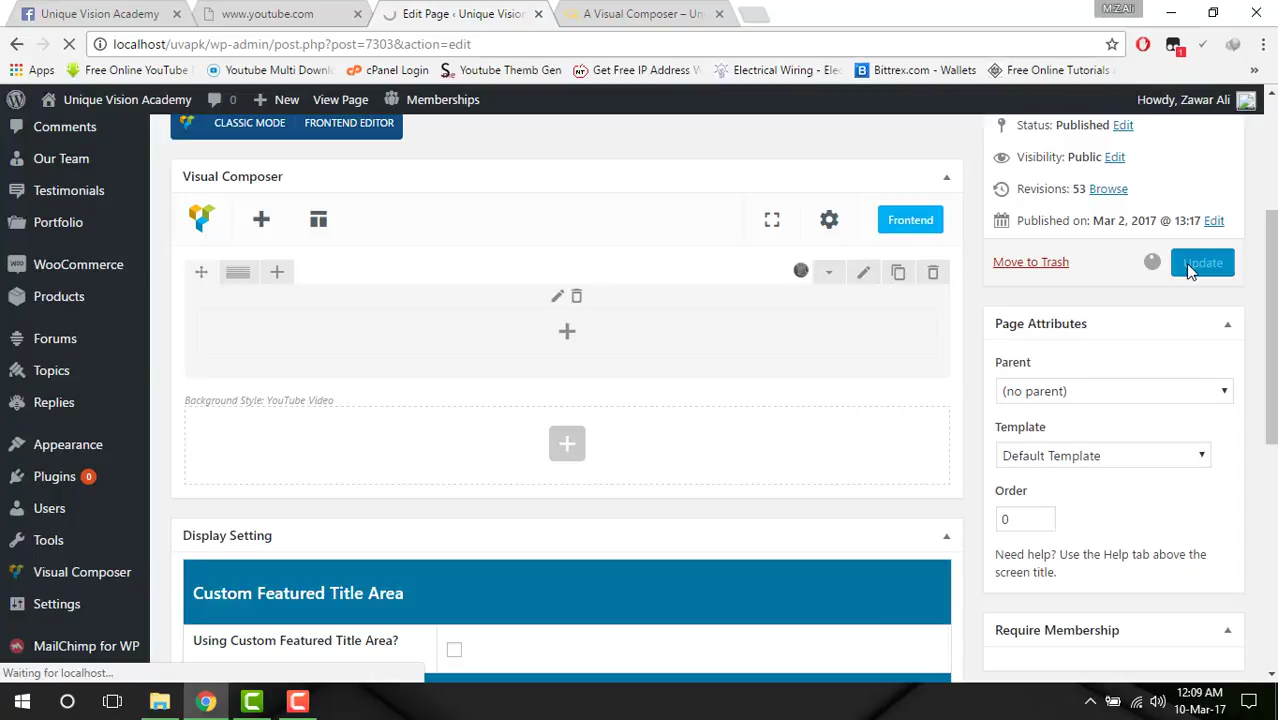 Unique Vision Academy
www.youtube.com
Edit Page ‹ Unique Visio
A Visual Composer – Un
M.Z.Ali
localhost/uvapk/wp-admin/post.php?post=7303&action=edit
1
Apps
Free Online YouTube
Youtube Multi Down
cPanel Login
Youtube Themb Gen
Get Free IP Address
Electrical Wiring - Ele
Bittrex.com - Wallets
Free Online Tutorials
»
Unique Vision Academy
0
New
View Page
Memberships
Howdy, Zawar Ali
Comments
Our Team
Testimonials
Portfolio
WooCommerce
Products
Forums
Topics
Replies
Appearance
Plugins 0
Users
Tools
Visual Composer
Settings
MailChimp for WP
CLASSIC MODE
FRONTEND EDITOR
Visual Composer
Frontend
Background Style: YouTube Video
Display Setting
Custom Featured Title Area
Using Custom Featured Title Area?
Status: Published Edit
Visibility: Public Edit
Revisions: 53 Browse
Published on: Mar 2, 2017 @ 13:17 Edit
Move to Trash
Update
Page Attributes
Parent
(no parent)
Template
Default Template
Order
0
Need help? Use the Help tab above the
screen title.
Require Membership
Waiting for localhost...
12:09 AM
10-Mar-17